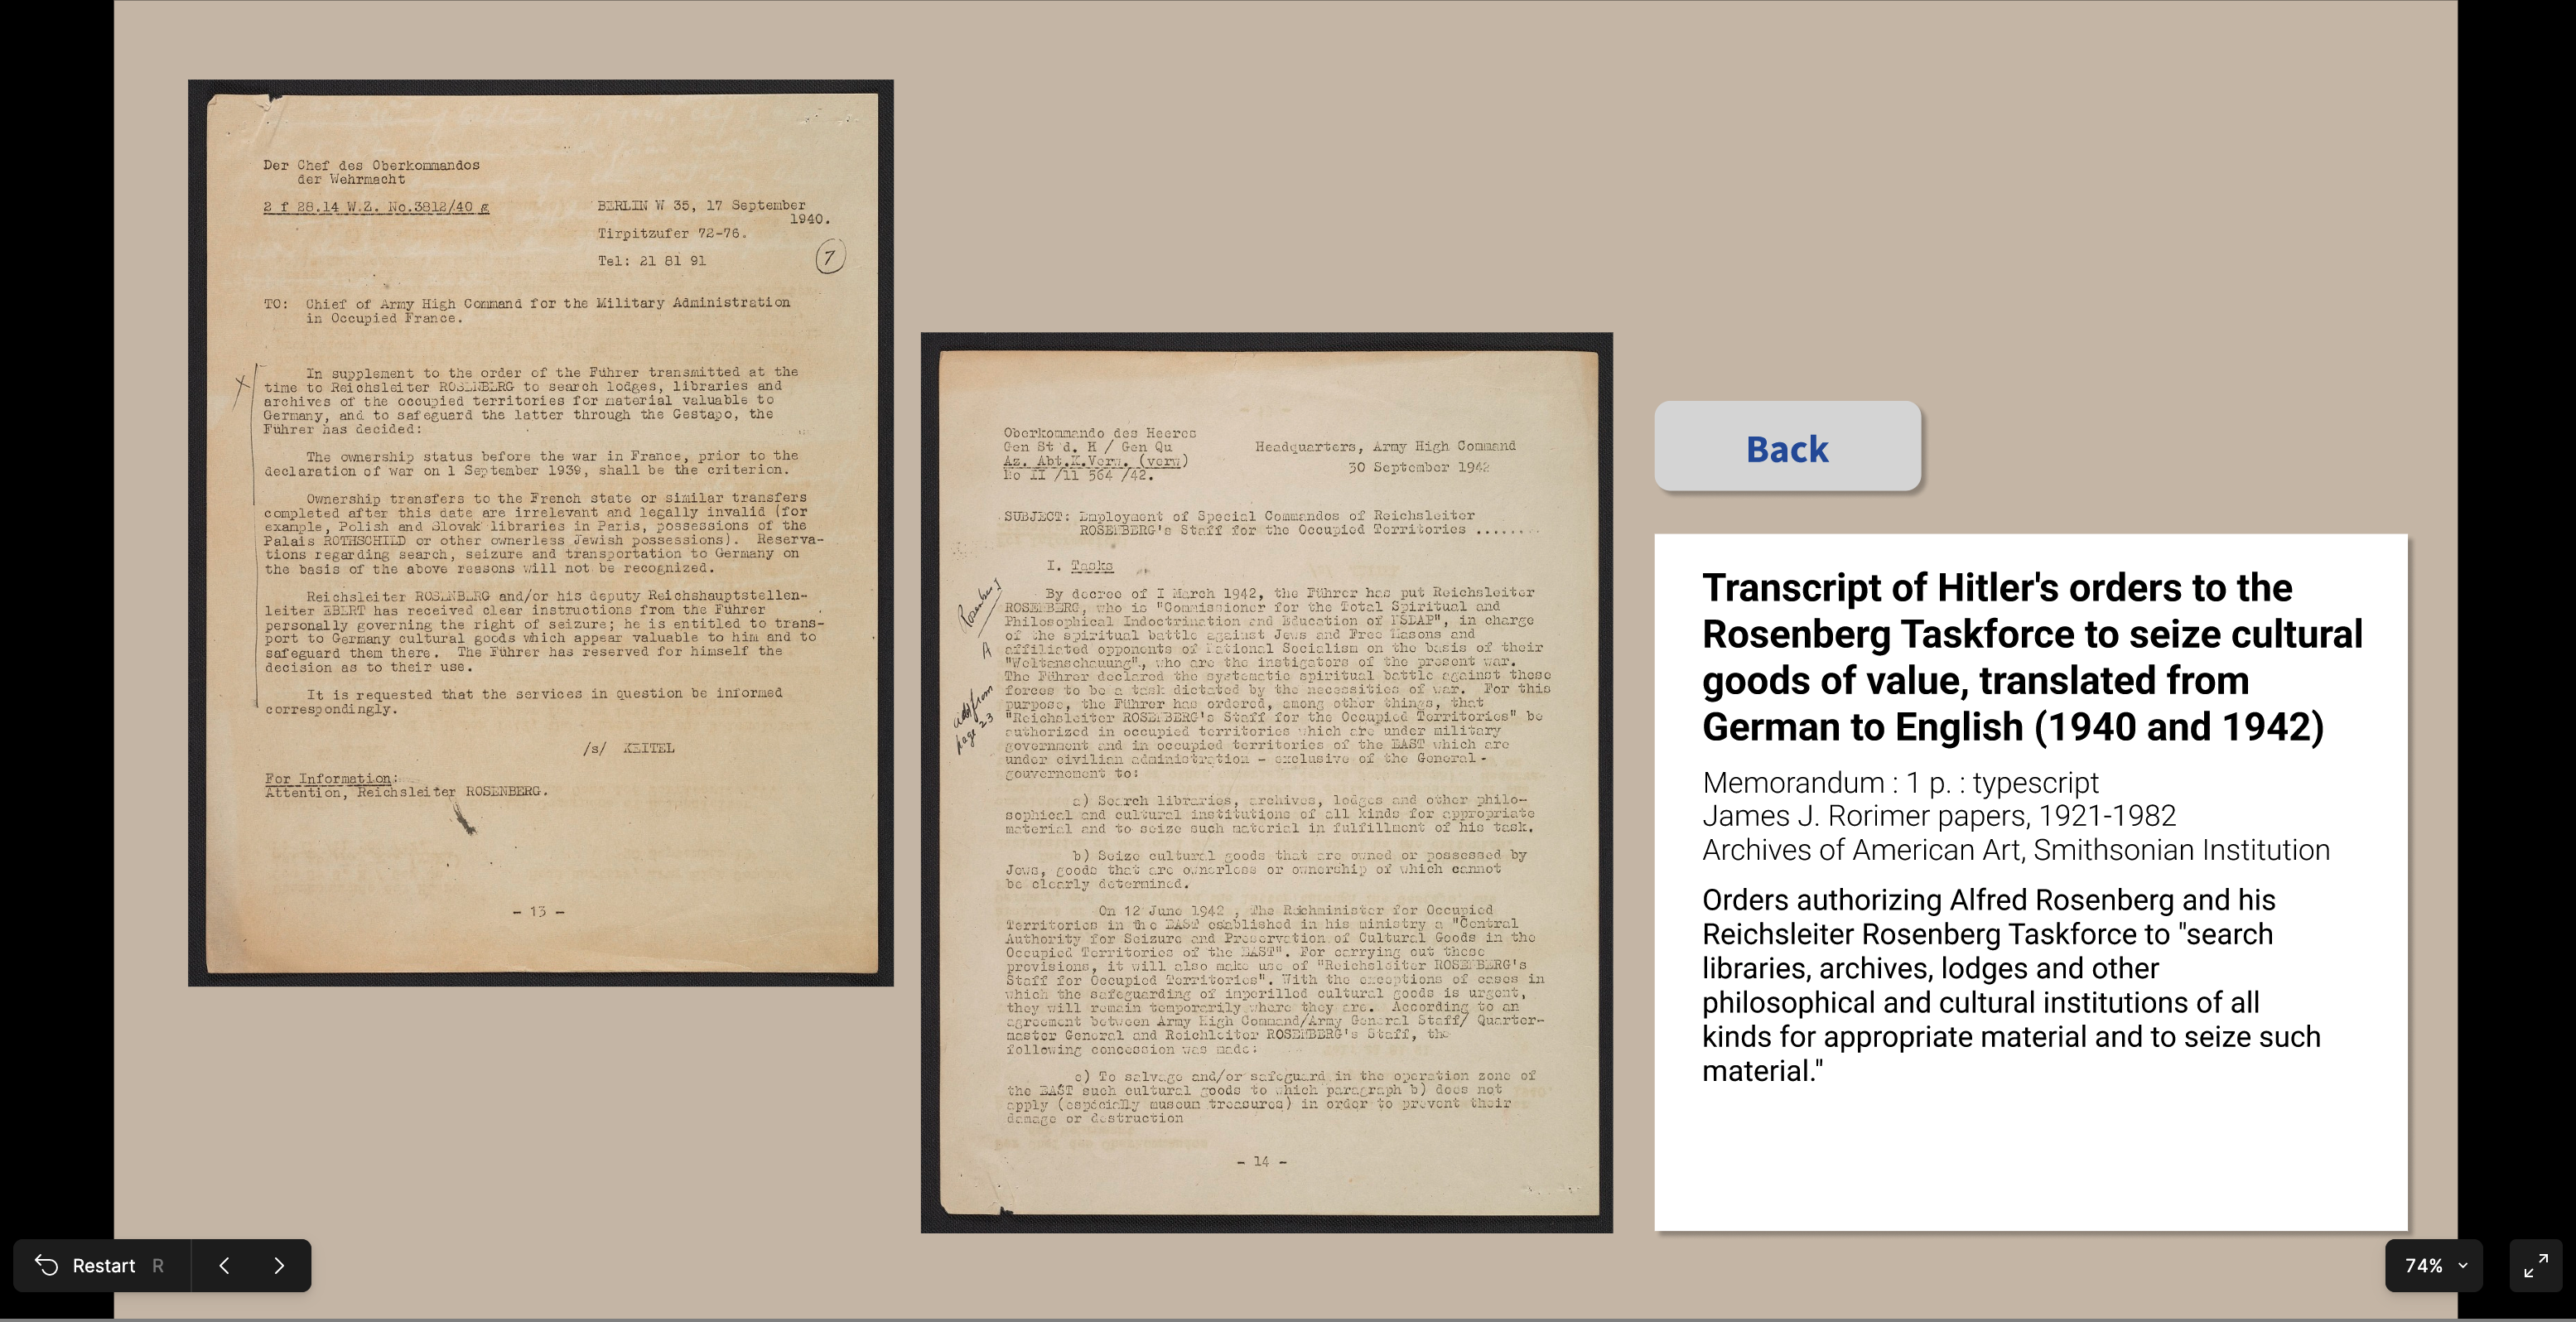 Der Chef des Oberkommandos
der Wehrmacht
2 f 28.14 W.Z. No.3812/40 g
BERLIN W 35, 17 September
1940.
Tirpitzufer 72-76.
Tel: 21 81 91
7
TO: Chief of Army High Command for the Military Administration
in Occupied France.
X
In supplement to the order of the Führer transmitted at the
time to Reichsleiter ROSENBERG to search lodges, libraries and
archives of the occupied territories for material valuable to
Germany, and to safeguard the latter through the Gestapo, the
Führer has decided:
The ownership status before the war in France, prior to the
declaration of war on 1 September 1939, shall be the criterion.
Ownership transfers to the French state or similar transfers
completed after this date are irrelevant and legally invalid (for
example, Polish and Slovak libraries in Paris, possessions of the
Palais ROTHSCHILD or other ownerless Jewish possessions). Reserva-
tions regarding search, seizure and transportation to Germany on
the basis of the above reasons will not be recognized.
Reichsleiter ROSENBERG and/or his deputy Reichshauptstellen-
leiter EBERT has received clear instructions from the Führer
personally governing the right of seizure; he is entitled to trans-
port to Germany cultural goods which appear valuable to him and to
safeguard them there. The Führer has reserved for himself the
decision as to their use.
It is requested that the services in question be informed
correspondingly.
/s/ KEITEL
For Information:
Attention, Reichsleiter ROSENBERG.
- 13 -
Oberkommando des Heeres
Gen St d. H / Gen Qu
Az. Abt.K.Verw. (verw)
No II /11 564 /42.
Headquarters, Army High Command
30 September 1942
SUBJECT: Employment of Special Commandos of Reichsleiter
ROSENBERG's Staff for the Occupied Territories ........
I. Tasks
Rosenberg
A
add from
page 23
By decree of I March 1942, the Führer has put Reichsleiter
ROSENBERG, who is "Commissioner for the Total Spiritual and
Philosophical Indoctrination and Education of NSDAP", in charge
of the spiritual battle against Jews and Free Masons and
affiliated opponents of National Socialism on the basis of their
"Weltanschauung", who are the instigators of the present war.
The Führer declared the systematic spiritual battle against these
forces to be a task dictated by the necessities of war. For this
purpose, the Führer has ordered, among other things, that
"Reichsleiter ROSENBERG's Staff for the Occupied Territories" be
authorized in occupied territories which are under military
government and in occupied territories of the EAST which are
under civilian administration - exclusive of the General -
gouvernement to:
a) Search libraries, archives, lodges and other philo-
sophical and cultural institutions of all kinds for appropriate
material and to seize such material in fulfillment of his task.
b) Seize cultural goods that are owned or possessed by
Jews, goods that are ownerless or ownership of which cannot
be clearly determined.
On 12 June 1942 , The Richminister for Occupied
Territories in the EAST established in his ministry a "Central
Authority for Seizure and Preservation of Cultural Goods in the
Occupied Territories of the EAST". For carrying out these
provisions, it will also make use of "Reichsleiter ROSENBERG's
Staff for Occupied Territories". With the exceptions of cases in
which the safeguarding of imperilled cultural goods is urgent,
they will remain temporarily where they are. According to an
agreement between Army High Command/Army General Staff/ Quarter-
master General and Reichleiter ROSENBERG's Staff, the
following concession was made:
c) To salvage and/or safeguard in the operation zone of
the EAST such cultural goods to which paragraph b) does not
apply (especially museum treasures) in order to prevent their
damage or destruction
- 14 -
Back
Transcript of Hitler's orders to the
Rosenberg Taskforce to seize cultural
goods of value, translated from
German to English (1940 and 1942)
Memorandum : 1 p. : typescript
James J. Rorimer papers, 1921-1982
Archives of American Art, Smithsonian Institution
Orders authorizing Alfred Rosenberg and his
Reichsleiter Rosenberg Taskforce to "search
libraries, archives, lodges and other
philosophical and cultural institutions of all
kinds for appropriate material and to seize such
material."
Restart R
74%